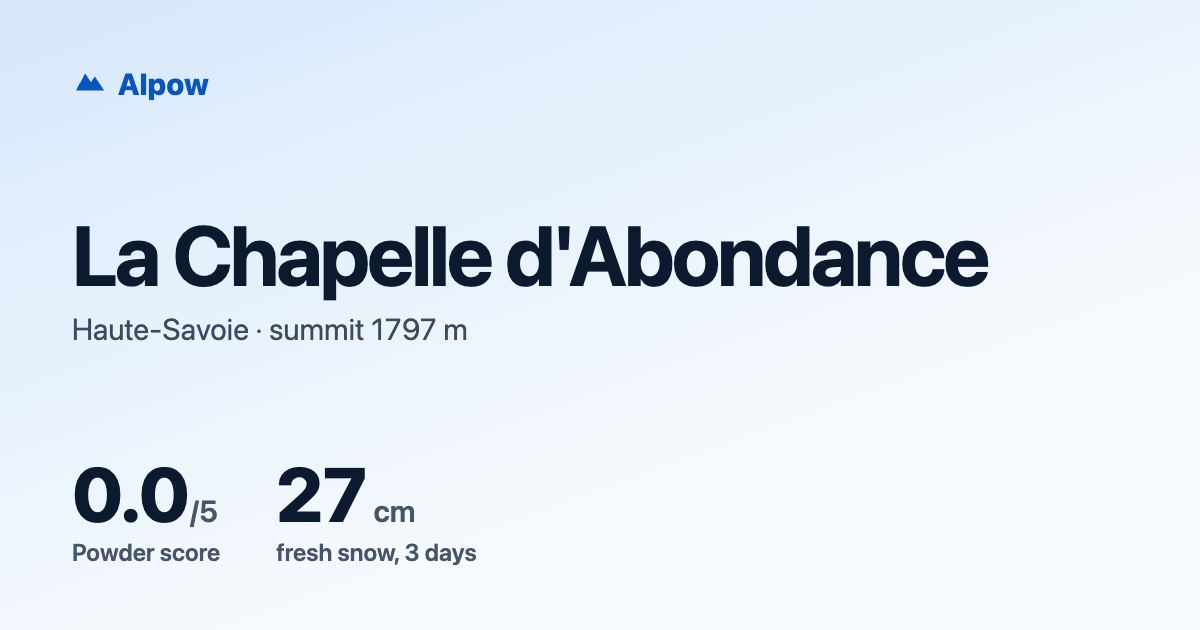 Alpow
La Chapelle d'Abondance
Haute-Savoie · summit 1797 m
0.0/5 27 cm
Powder score fresh snow, 3 days